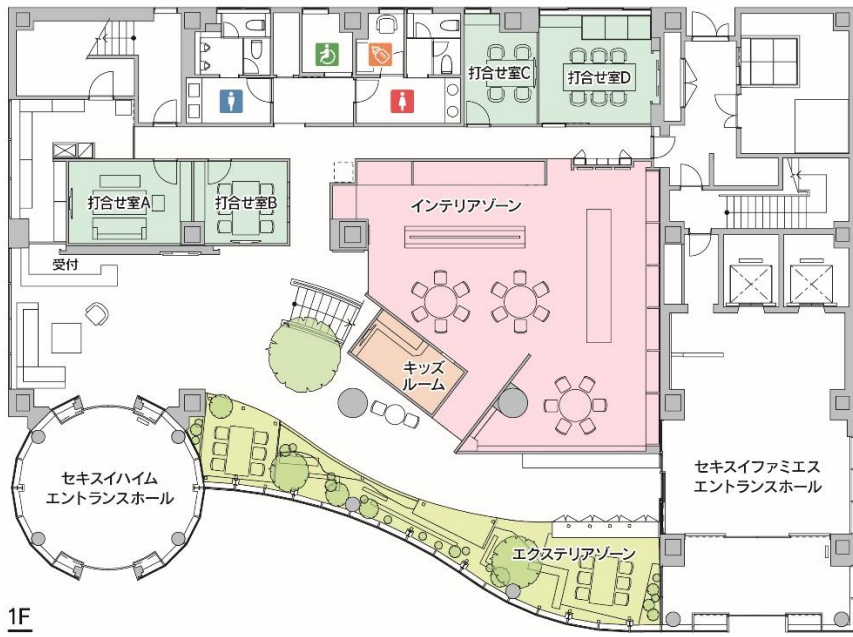 打合せ室C
打合せ室D
打合せ室A
打合せ室B
インテリアゾーン
受付
キッズ
ルーム
セキスイハイム
エントランスホール
セキスイファミエス
エントランスホール
エクステリアゾーン
1F